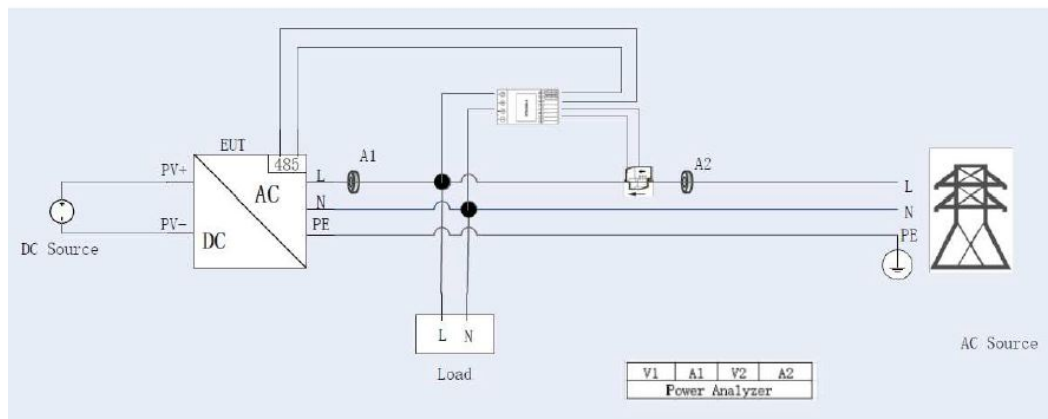 EUT
485
A1
A2
PV+
AC
L
L
N
N
PV-
DC
PE
PE
DC Source
L N
AC Source
Load
V1 A1 V2 A2
Power Analyzer